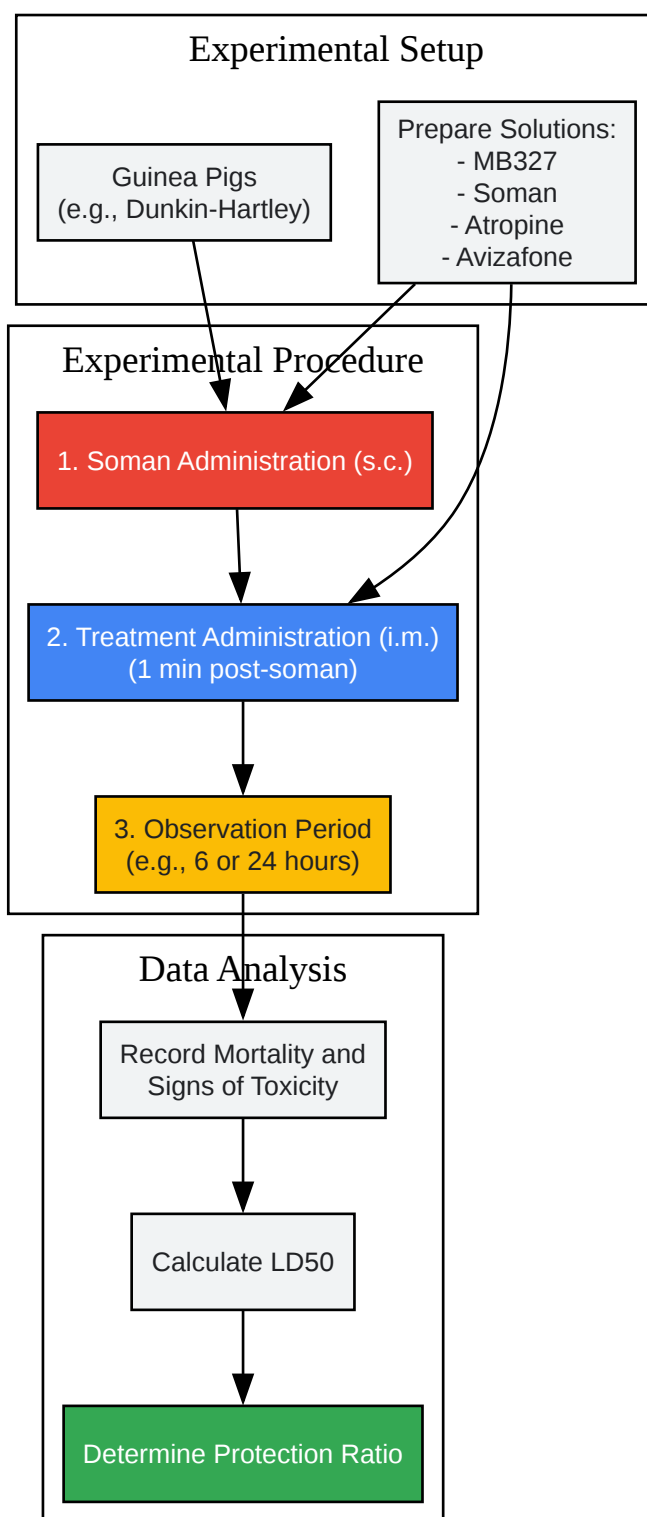 Experimental Setup
Guinea Pigs
(e.g., Dunkin-Hartley)
Prepare Solutions:
- MB327
- Soman
- Atropine
- Avizafone
Experimental Procedure
1. Soman Administration (s.c.)
2. Treatment Administration (i.m.)
(1 min post-soman)
3. Observation Period
(e.g., 6 or 24 hours)
Data Analysis
Record Mortality and
Signs of Toxicity
Calculate LD50
Determine Protection Ratio